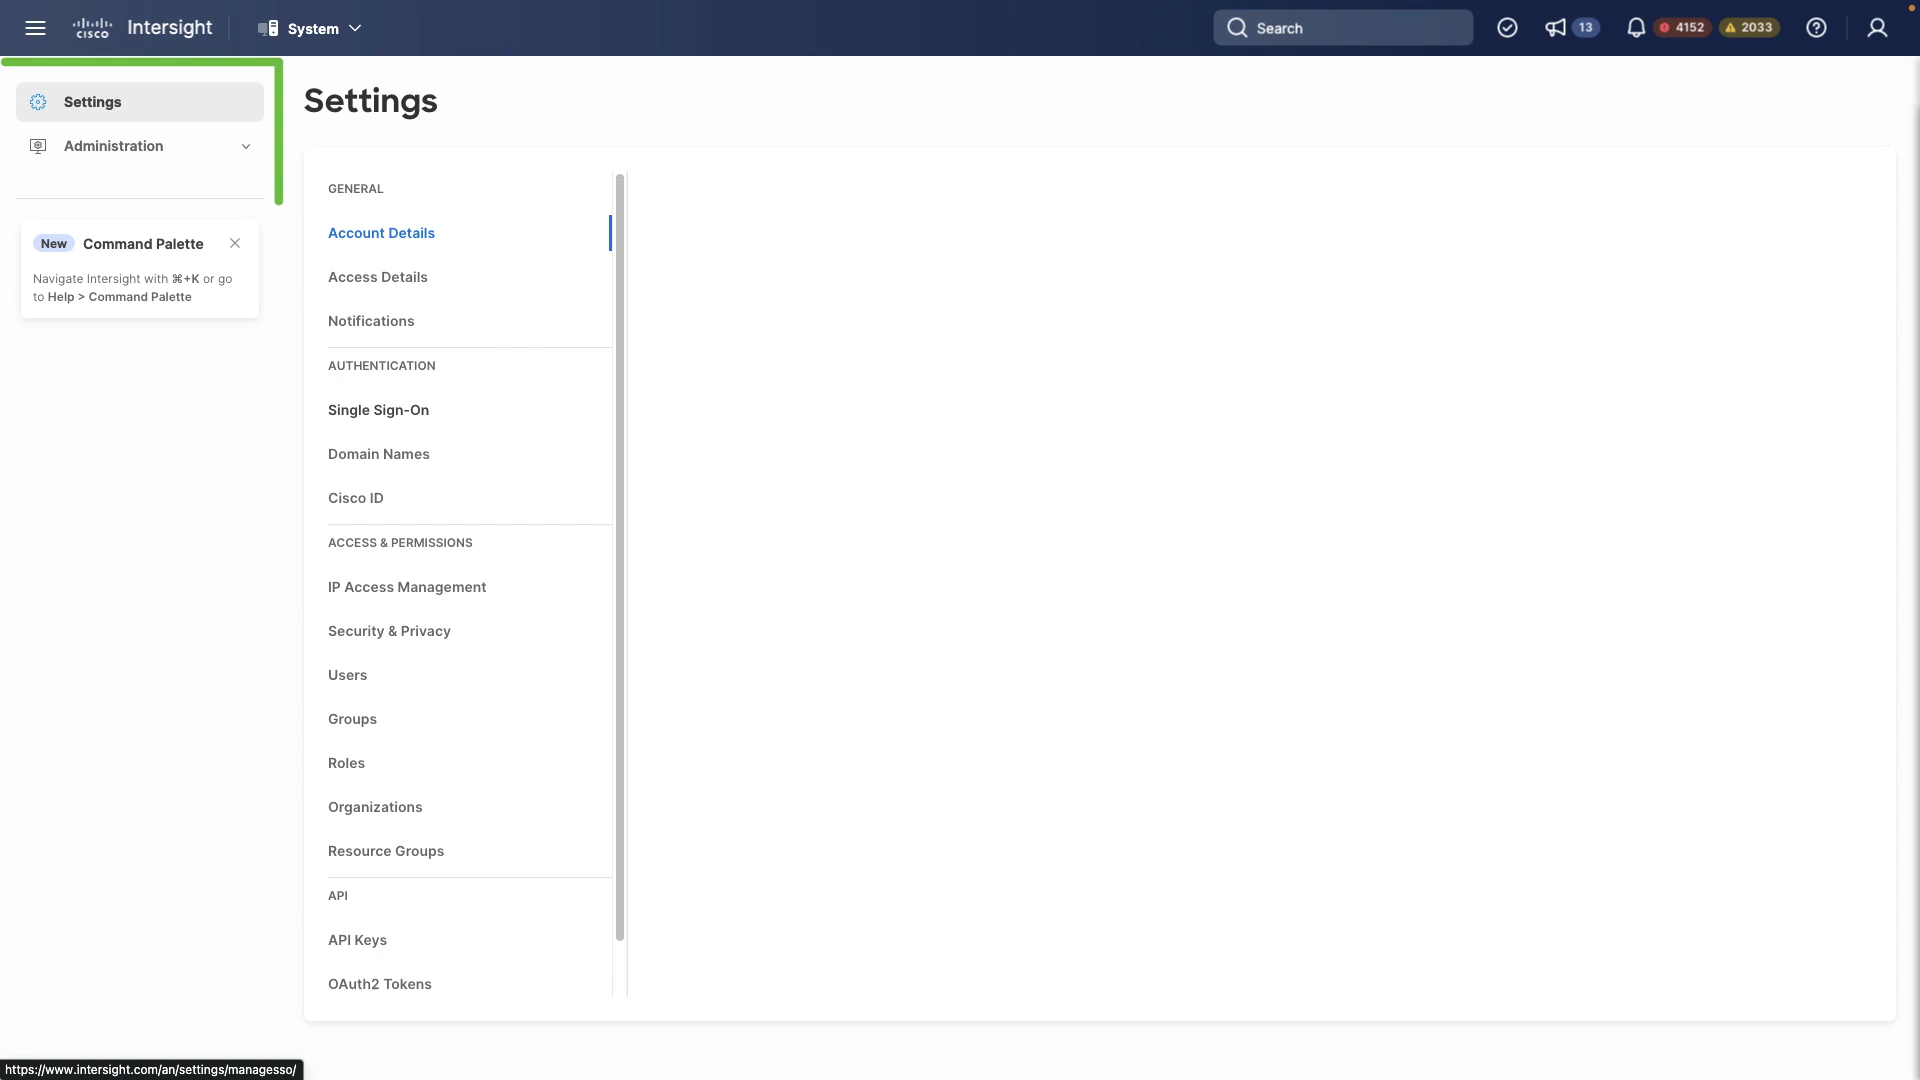 cisco Intersight System Search 13 4152 2033
Settings
Administration
New Command Palette
Navigate Intersight with ⌘+K or go
to Help > Command Palette
Settings
GENERAL
Account Details
Access Details
Notifications
AUTHENTICATION
Single Sign-On
Domain Names
Cisco ID
ACCESS & PERMISSIONS
IP Access Management
Security & Privacy
Users
Groups
Roles
Organizations
Resource Groups
API
API Keys
OAuth2 Tokens
https://www.intersight.com/an/settings/managesso/